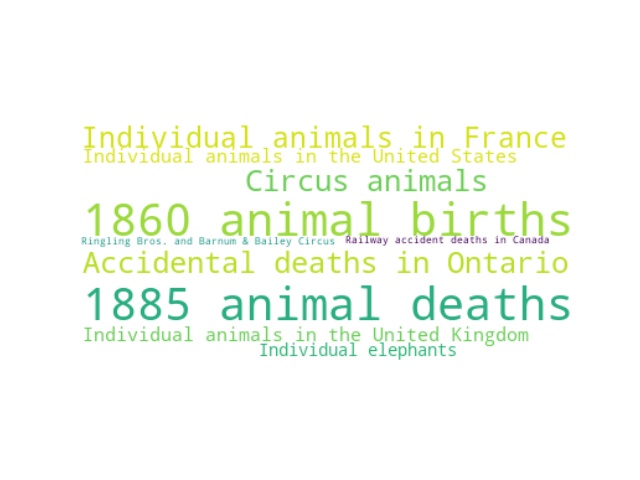 Individual animals in France
Individual animals in the United States
Circus animals
1860 animal births
Ringling Bros. and Barnum & Bailey Circus
Railway accident deaths in Canada
Accidental deaths in Ontario
1885 animal deaths
Individual animals in the United Kingdom
Individual elephants